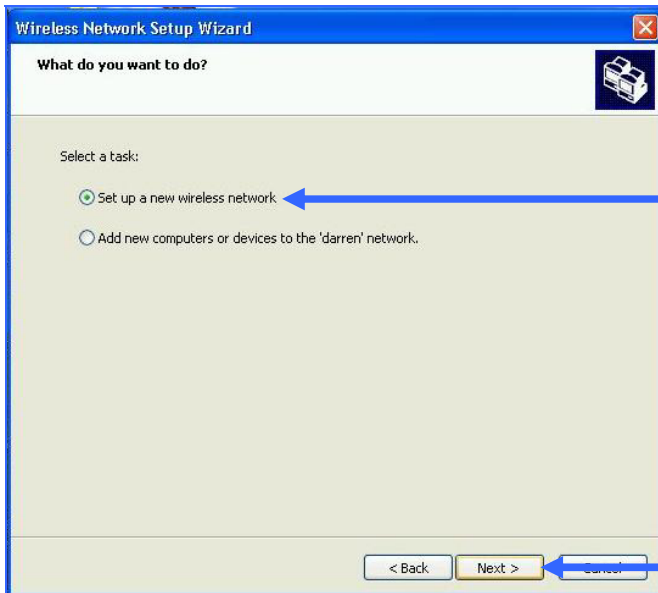 Wireless Network Setup Wizard
What do you want to do?
Select a task:
Set up a new wireless network
Add new computers or devices to the 'darren' network.
< Back Next > Cancel